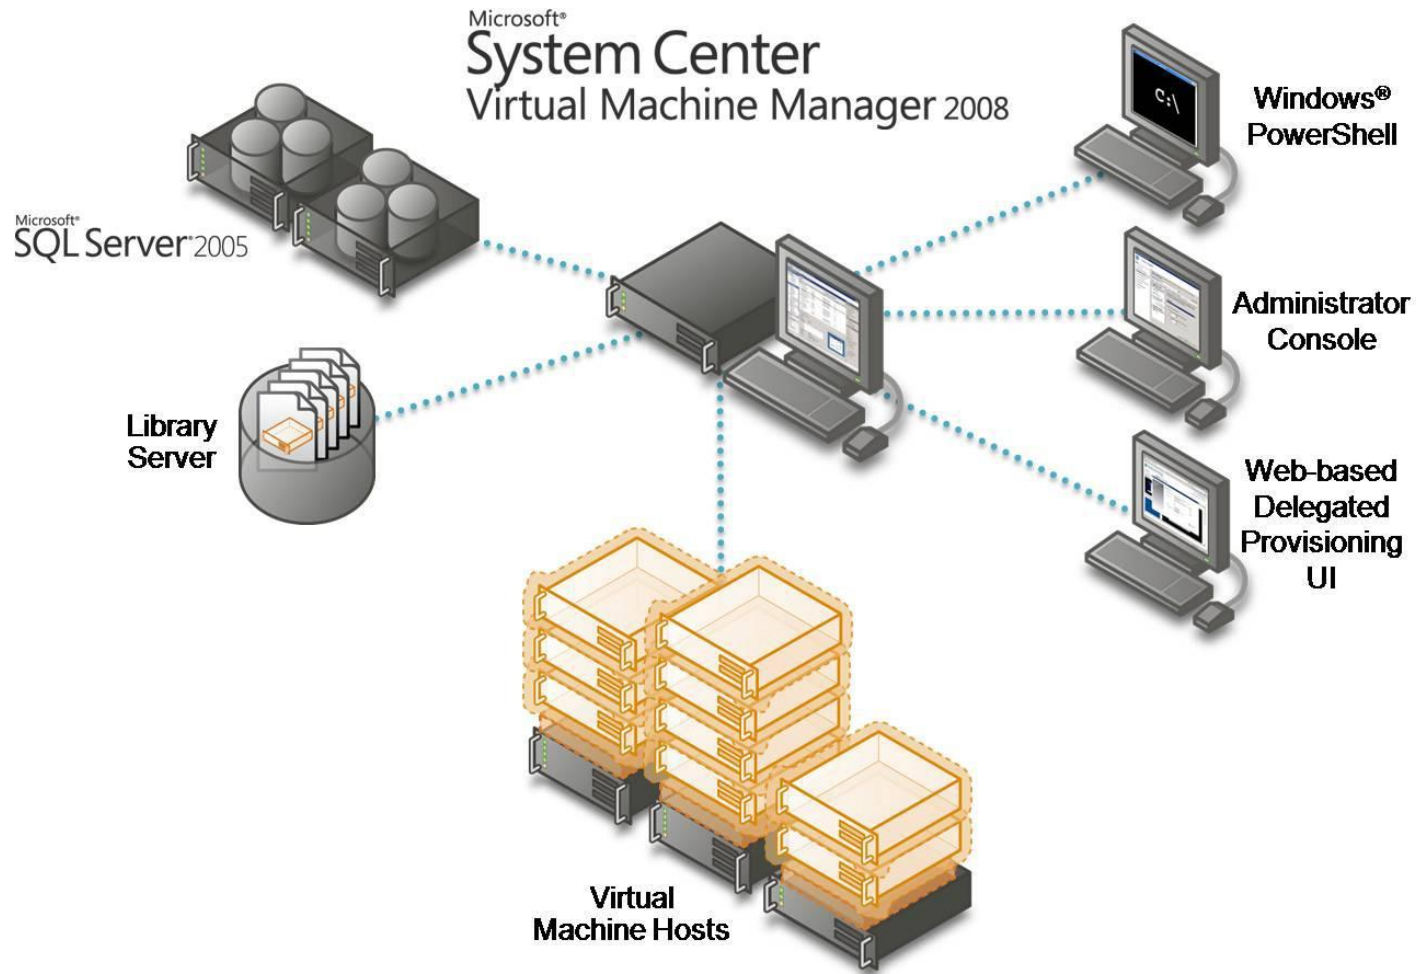 Microsoft®
System Center
Virtual Machine Manager 2008
C:\
Windows®
PowerShell
Microsoft®
SQL Server® 2005
Administrator
Console
Library
Server
Web-based
Delegated
Provisioning
UI
Virtual
Machine Hosts